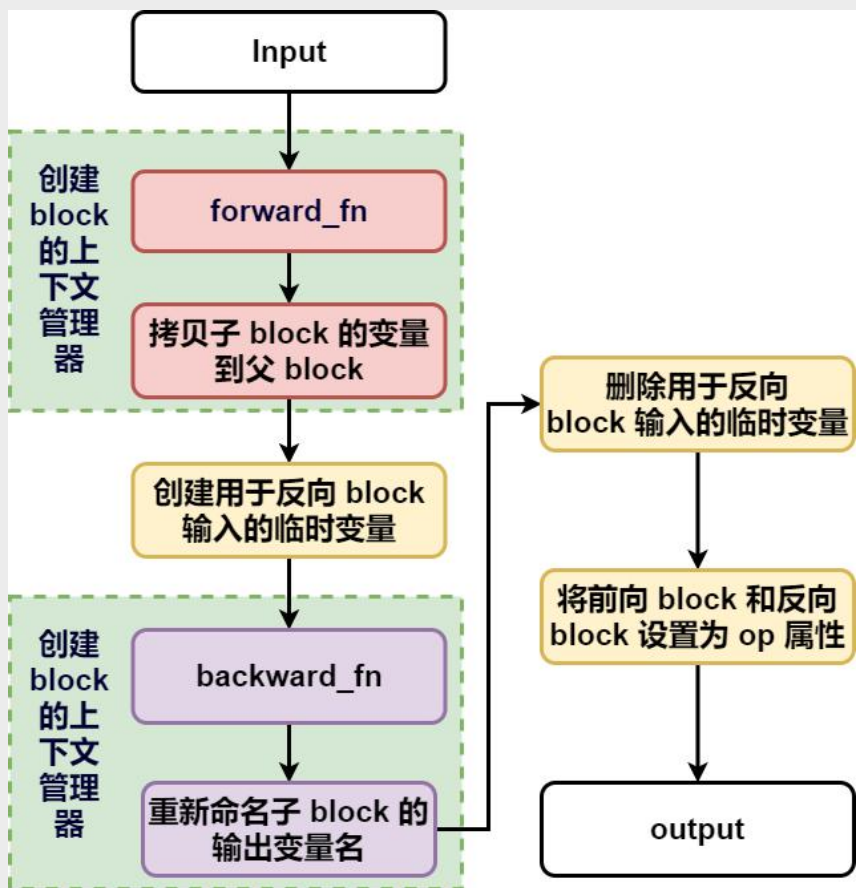 Input
创建
block
的上
下文
管理
器
forward_fn
拷贝子 block 的变量
到父 block
创建用于反向 block
输入的临时变量
创建
block
的上
下文
管理
器
backward_fn
重新命名子 block 的
输出变量名
删除用于反向
block 输入的临时变量
将前向 block 和反向
block 设置为 op 属性
output